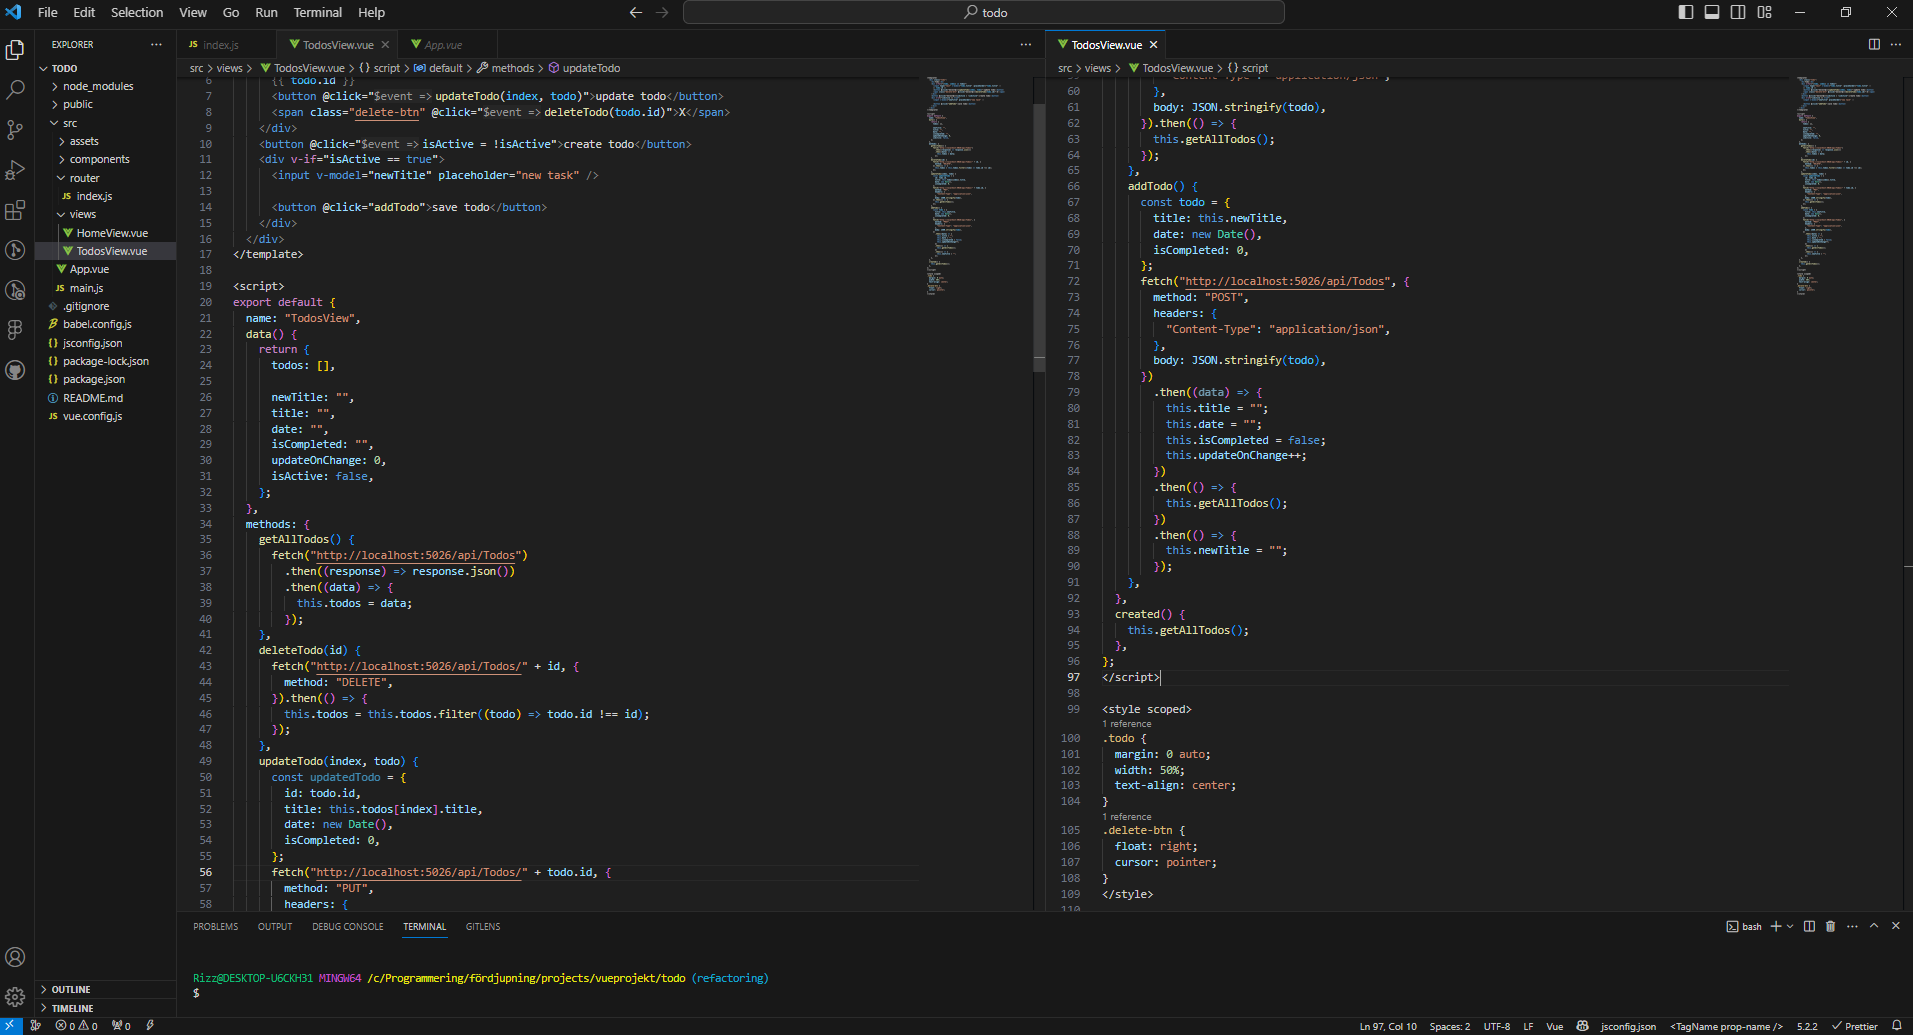 File Edit Selection View Go Run Terminal Help
todo
EXPLORER
TODO
node_modules
public
src
assets
components
router
JS index.js
views
HomeView.vue
TodosView.vue
App.vue
JS main.js
.gitignore
babel.config.js
{} jsconfig.json
{} package-lock.json
{} package.json
README.md
JS vue.config.js
OUTLINE
TIMELINE
JS index.js
TodosView.vue
App.vue
src > views > TodosView.vue > {} script > default > methods > updateTodo
6 {{ todo.id }}
7 <button @click="$event => updateTodo(index, todo)">update todo</button>
8 <span class="delete-btn" @click="$event => deleteTodo(todo.id)">X</span>
9 </div>
10 <button @click="$event => isActive = !isActive">create todo</button>
11 <div v-if="isActive == true">
12 <input v-model="newTitle" placeholder="new task" />
13
14 <button @click="addTodo">save todo</button>
15 </div>
16 </div>
17 </template>
18
19 <script>
20 export default {
21 name: "TodosView",
22 data() {
23 return {
24 todos: [],
25
26 newTitle: "",
27 title: "",
28 date: "",
29 isCompleted: "",
30 updateOnChange: 0,
31 isActive: false,
32 };
33 },
34 methods: {
35 getAllTodos() {
36 fetch("http://localhost:5026/api/Todos")
37 .then((response) => response.json())
38 .then((data) => {
39 this.todos = data;
40 });
41 },
42 deleteTodo(id) {
43 fetch("http://localhost:5026/api/Todos/" + id, {
44 method: "DELETE",
45 }).then(() => {
46 this.todos = this.todos.filter((todo) => todo.id !== id);
47 });
48 },
49 updateTodo(index, todo) {
50 const updatedTodo = {
51 id: todo.id,
52 title: this.todos[index].title,
53 date: new Date(),
54 isCompleted: 0,
55 };
56 fetch("http://localhost:5026/api/Todos/" + todo.id, {
57 method: "PUT",
58 headers: {
TodosView.vue
src > views > TodosView.vue > {} script
59 "Content-Type": "application/json",
60 },
61 body: JSON.stringify(todo),
62 }).then(() => {
63 this.getAllTodos();
64 });
65 },
66 addTodo() {
67 const todo = {
68 title: this.newTitle,
69 date: new Date(),
70 isCompleted: 0,
71 };
72 fetch("http://localhost:5026/api/Todos", {
73 method: "POST",
74 headers: {
75 "Content-Type": "application/json",
76 },
77 body: JSON.stringify(todo),
78 })
79 .then((data) => {
80 this.title = "";
81 this.date = "";
82 this.isCompleted = false;
83 this.updateOnChange++;
84 })
85 .then(() => {
86 this.getAllTodos();
87 })
88 .then(() => {
89 this.newTitle = "";
90 });
91 },
92 },
93 created() {
94 this.getAllTodos();
95 },
96 };
97 </script>
98
99 <style scoped>
1 reference
100 .todo {
101 margin: 0 auto;
102 width: 50%;
103 text-align: center;
104 }
1 reference
105 .delete-btn {
106 float: right;
107 cursor: pointer;
108 }
109 </style>
110
PROBLEMS OUTPUT DEBUG CONSOLE TERMINAL GITLENS
bash
Rizz@DESKTOP-U6CKH31 MINGW64 /c/Programmering/fördjupning/projects/vueprojekt/todo (refactoring)
$
0 0 0
Ln 97, Col 10 Spaces: 2 UTF-8 LF Vue jsconfig.json <TagName prop-name /> 5.2.2 Prettier